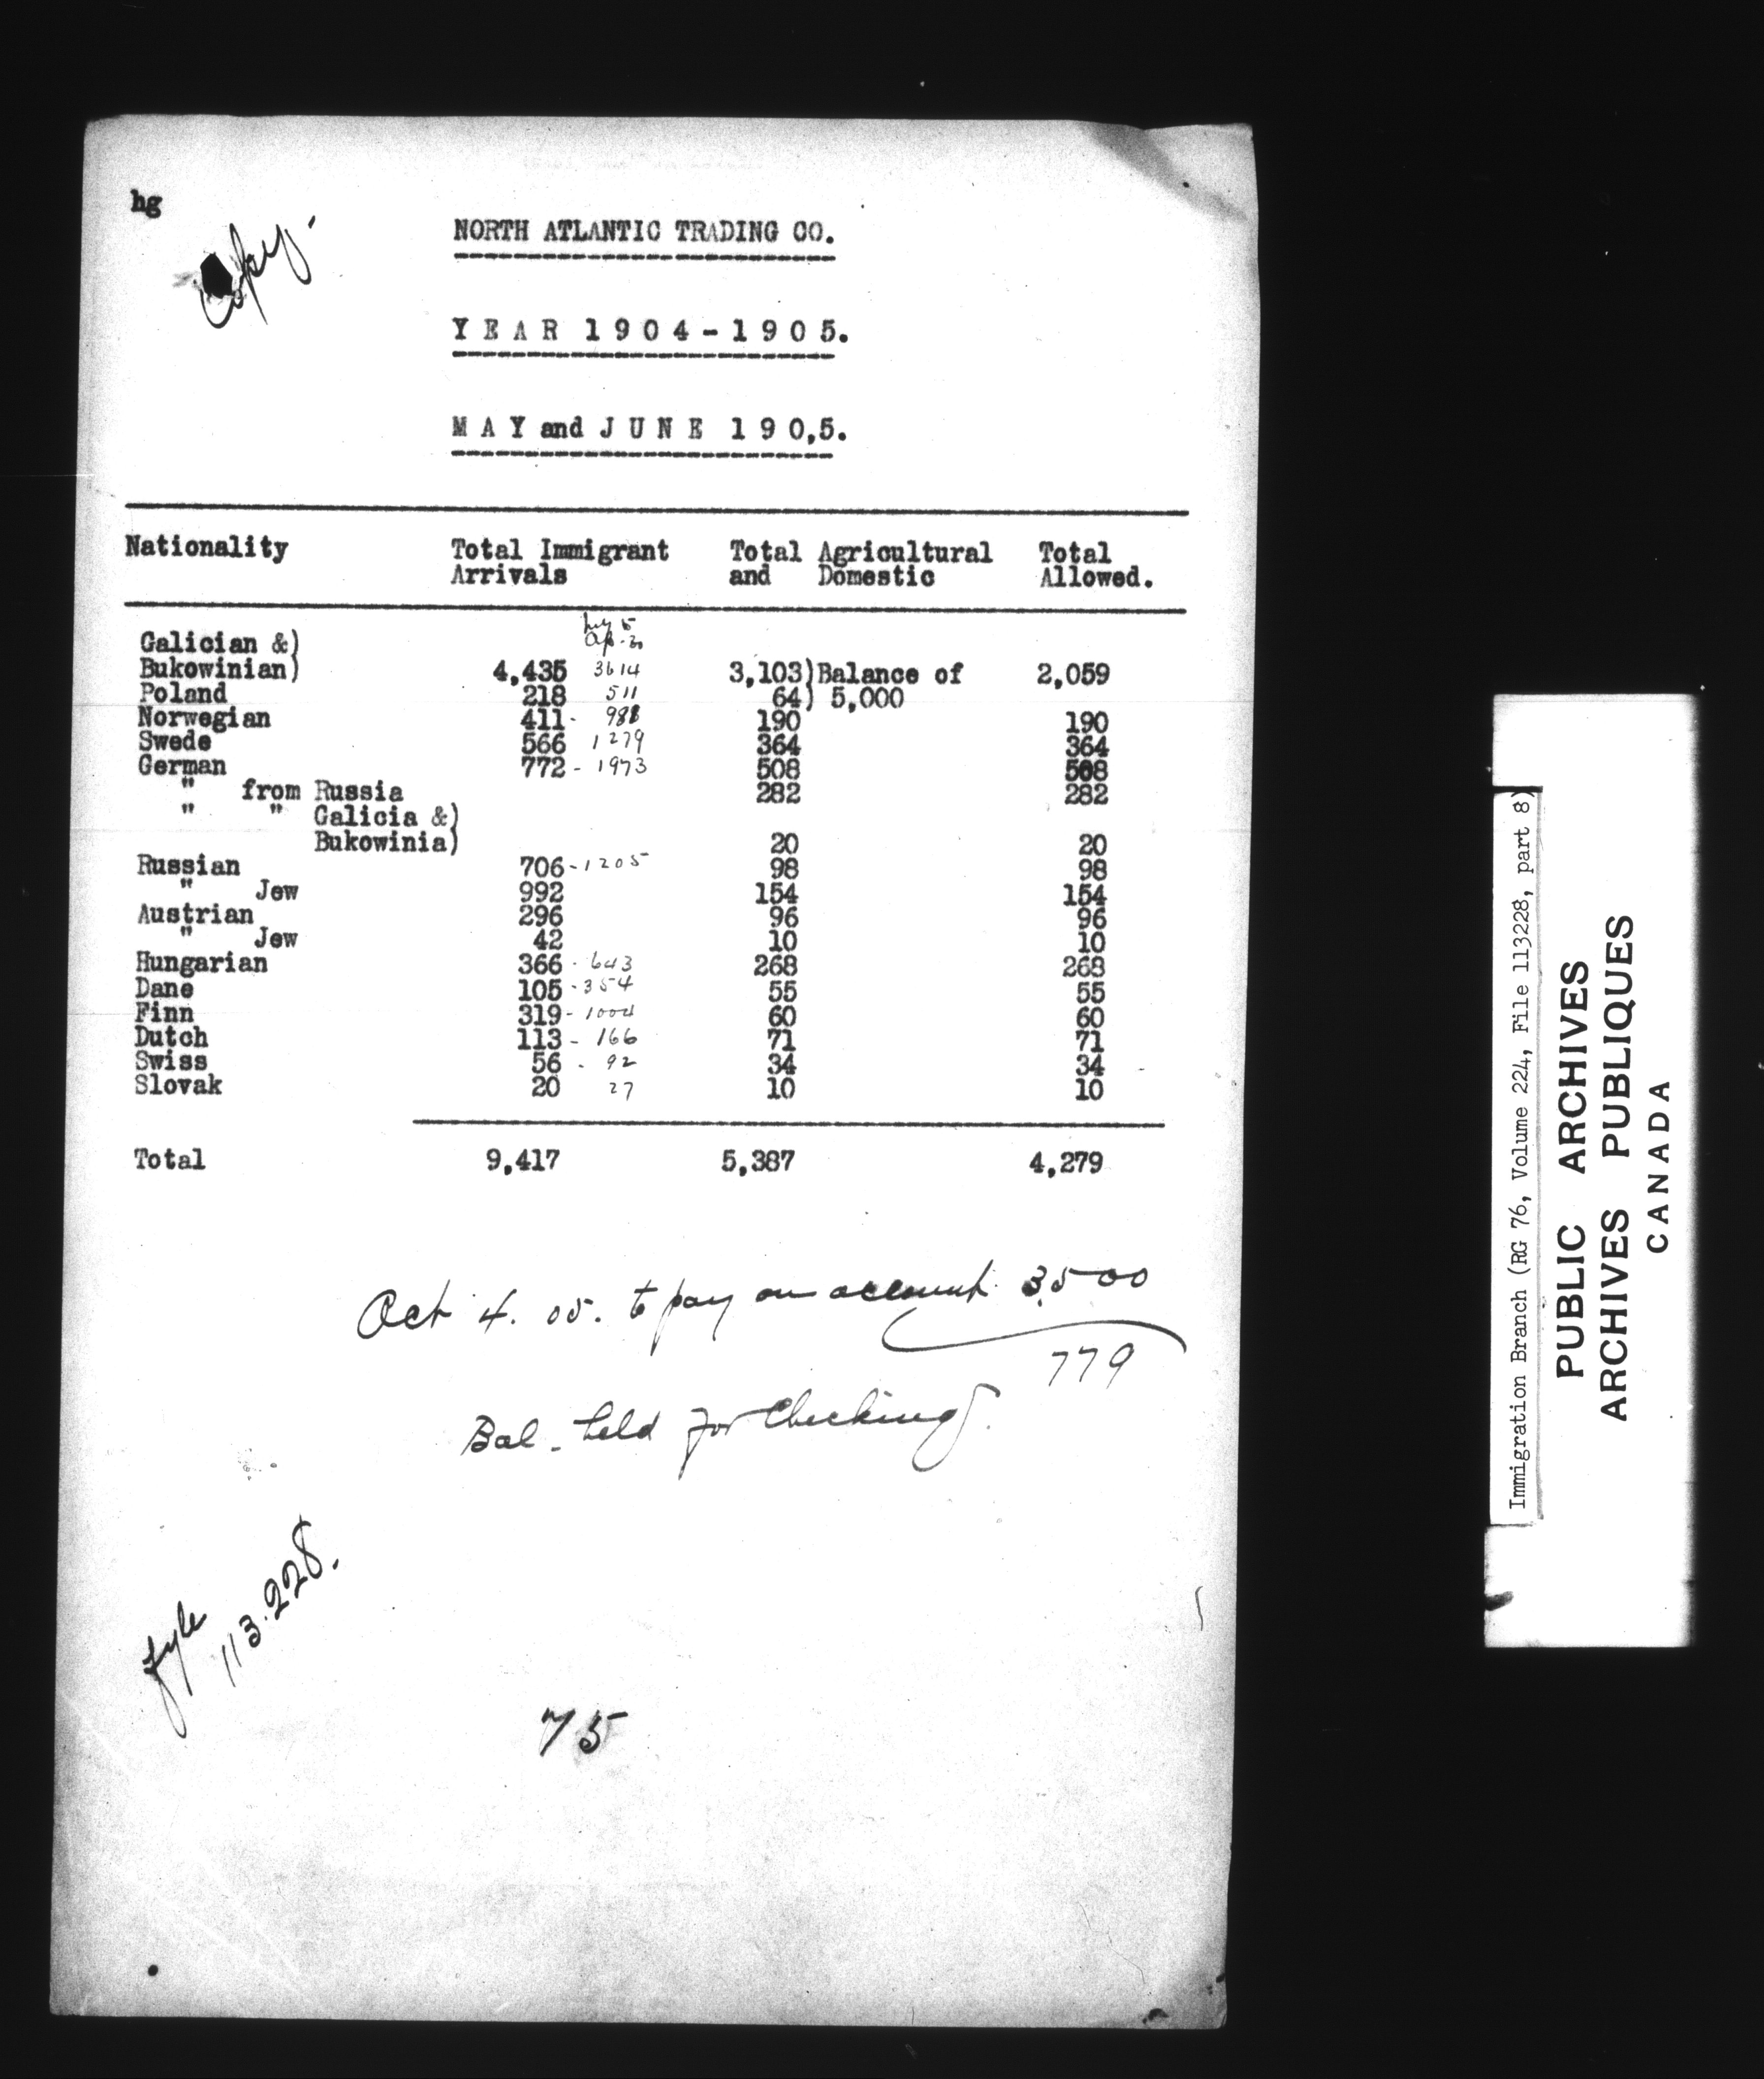 hg
Copy.
NORTH ATLANTIC TRADING CO.
YEAR 1904-1905.
MAY and JUNE 190,5.
Nationality Total Immigrant Arrivals Total Agricultural and Domestic Total Allowed.
July 5
Ap. 30
Galician &)
Bukowinian) 4,435 3614 3,103)Balance of 2,059
Poland 218 511 64) 5,000
Norwegian 411- 988 190 190
Swede 566 1279 364 364
German 772 - 1973 508 508
" from Russia 282 282
" " Galicia &)
Bukowinia) 20 20
Russian 706 - 1205 98 98
" Jew 992 154 154
Austrian 296 96 96
" Jew 42 10 10
Hungarian 366 - 643 268 268
Dane 105 - 354 55 55
Finn 319 - 1004 60 60
Dutch 113 - 166 71 71
Swiss 56 - 92 34 34
Slovak 20 27 10 10
Total 9,417 5,387 4,279
Oct 4. 05. to pay on account 3500
779
Bal. held for Checking.
fyle
113.228.
75
Immigration Branch (RG 76, Volume 224, File 113228, part 8)
PUBLIC ARCHIVES
ARCHIVES PUBLIQUES
CANADA